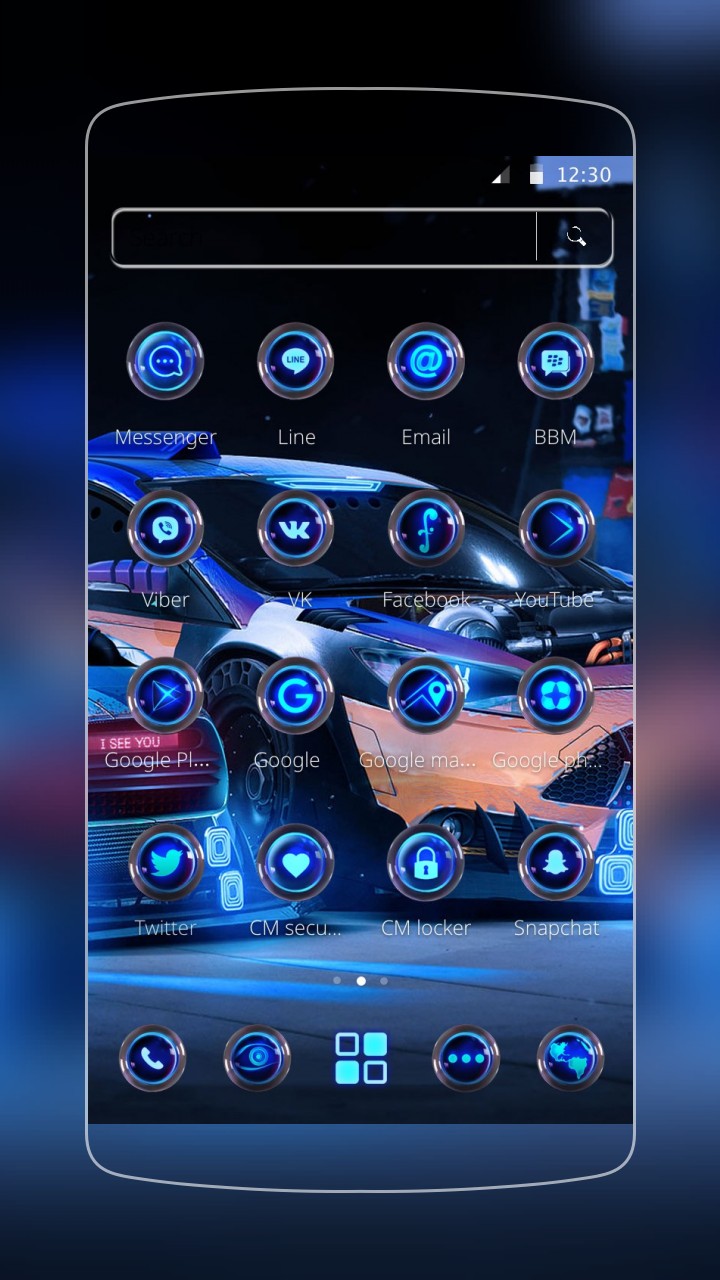 12:30
LINE
@
Messenger
Line
Email
BBM
Viber
VK
Facebook
YouTube
I SEE YOU
Google Pl...
Google
Google ma...
Google ph...
Twitter
CM secu...
CM locker
Snapchat